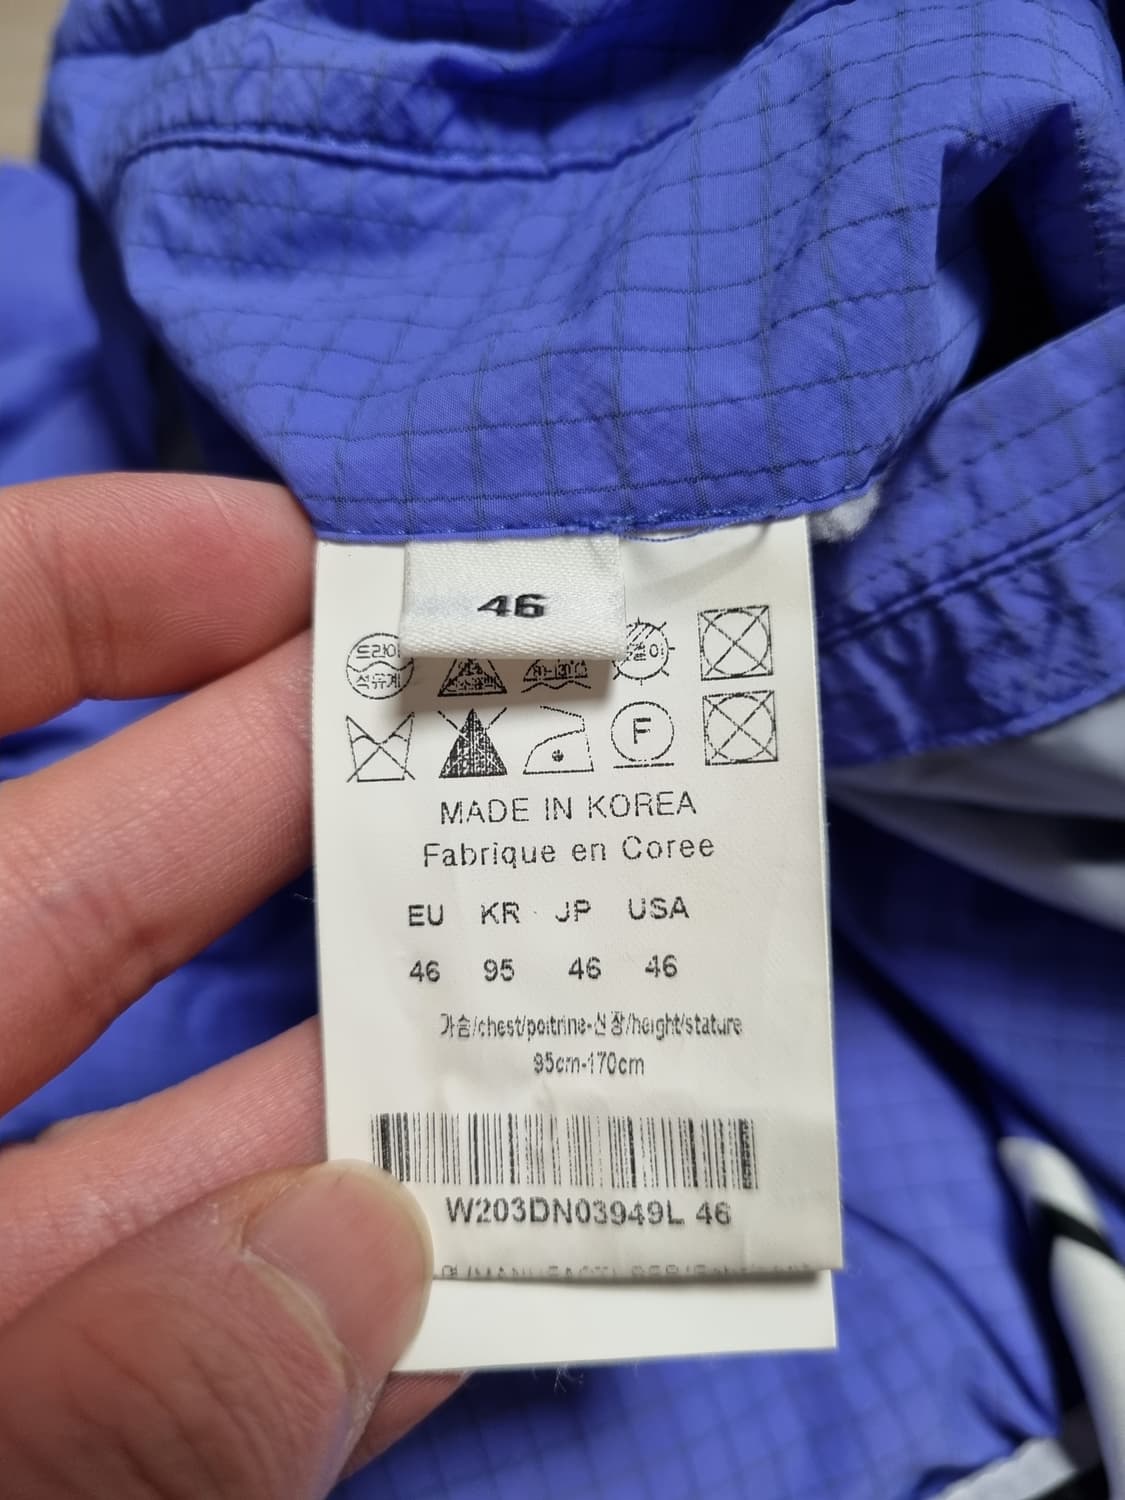 46
드라이
석유계
F
MADE IN KOREA
Fabrique en Coree
EU KR JP USA
46 95 46 46
가슴/chest/poitrine-신장/height/stature
95cm-170cm
W203DN03949L 46